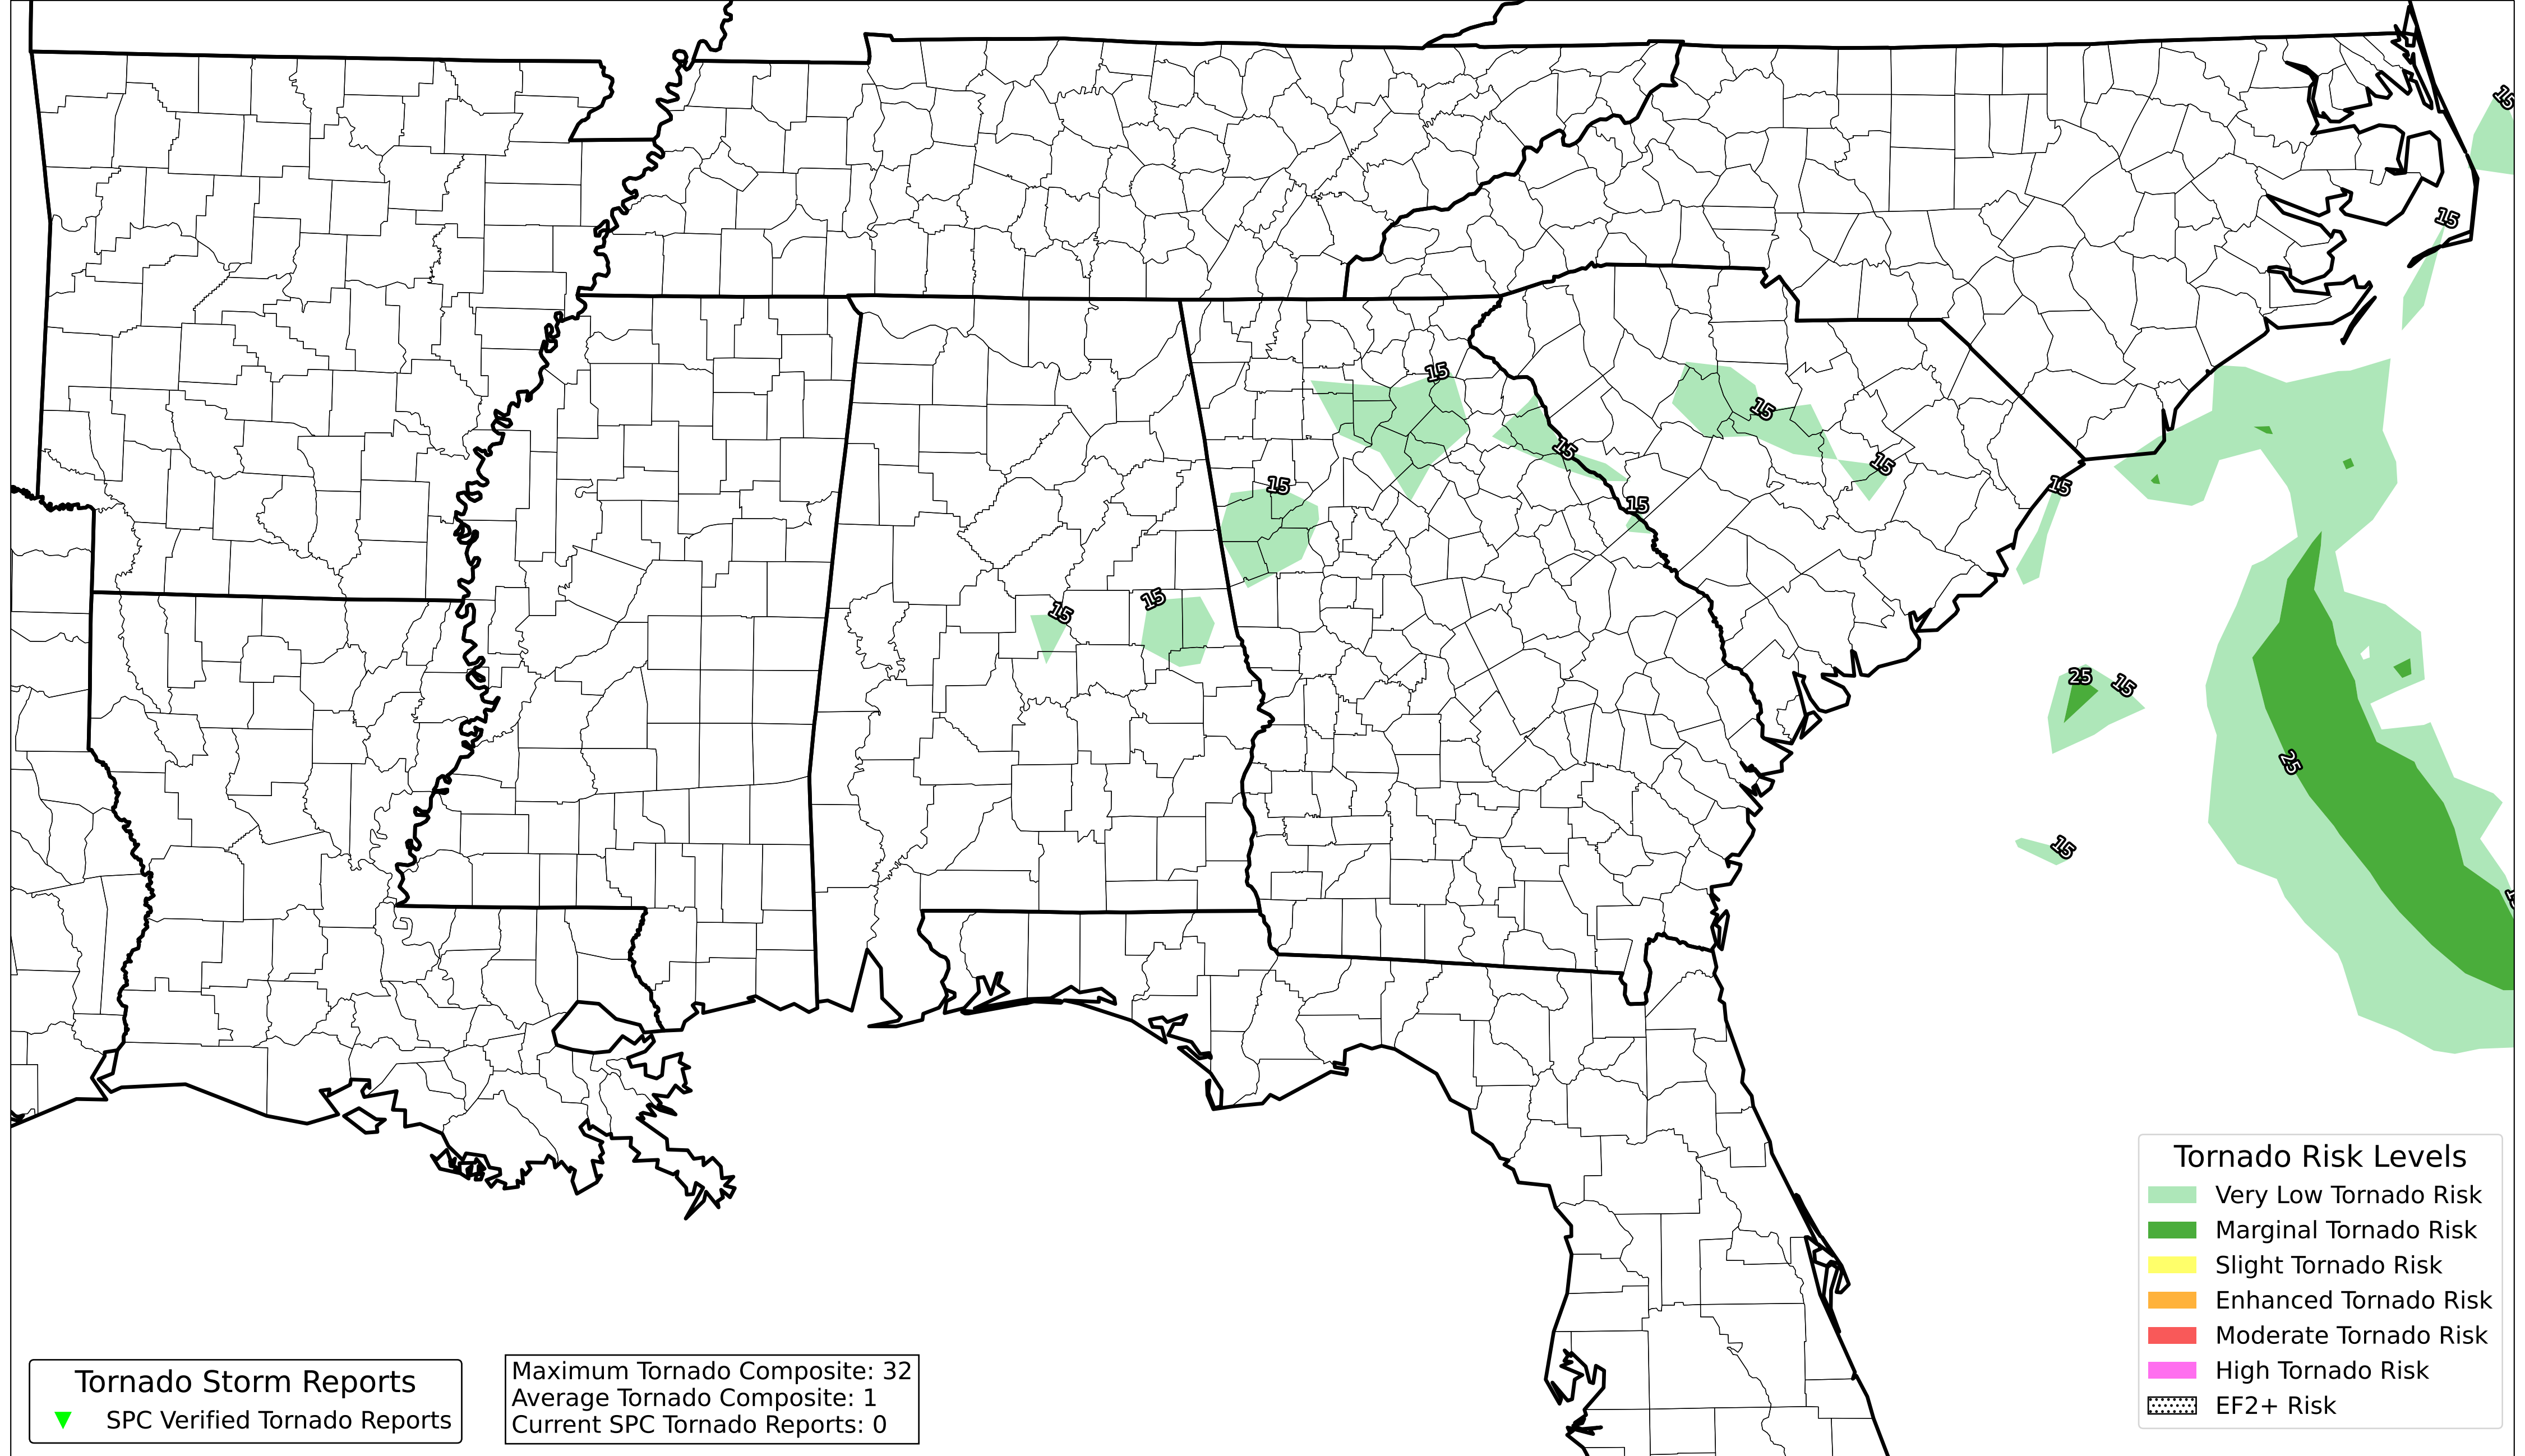 15
15
15
15
15
15
15
15
15
15
15
25
15
25
15
Tornado Risk Levels
Very Low Tornado Risk
Marginal Tornado Risk
Slight Tornado Risk
Enhanced Tornado Risk
Moderate Tornado Risk
High Tornado Risk
EF2+ Risk
Tornado Storm Reports
SPC Verified Tornado Reports
Maximum Tornado Composite: 32
Average Tornado Composite: 1
Current SPC Tornado Reports: 0